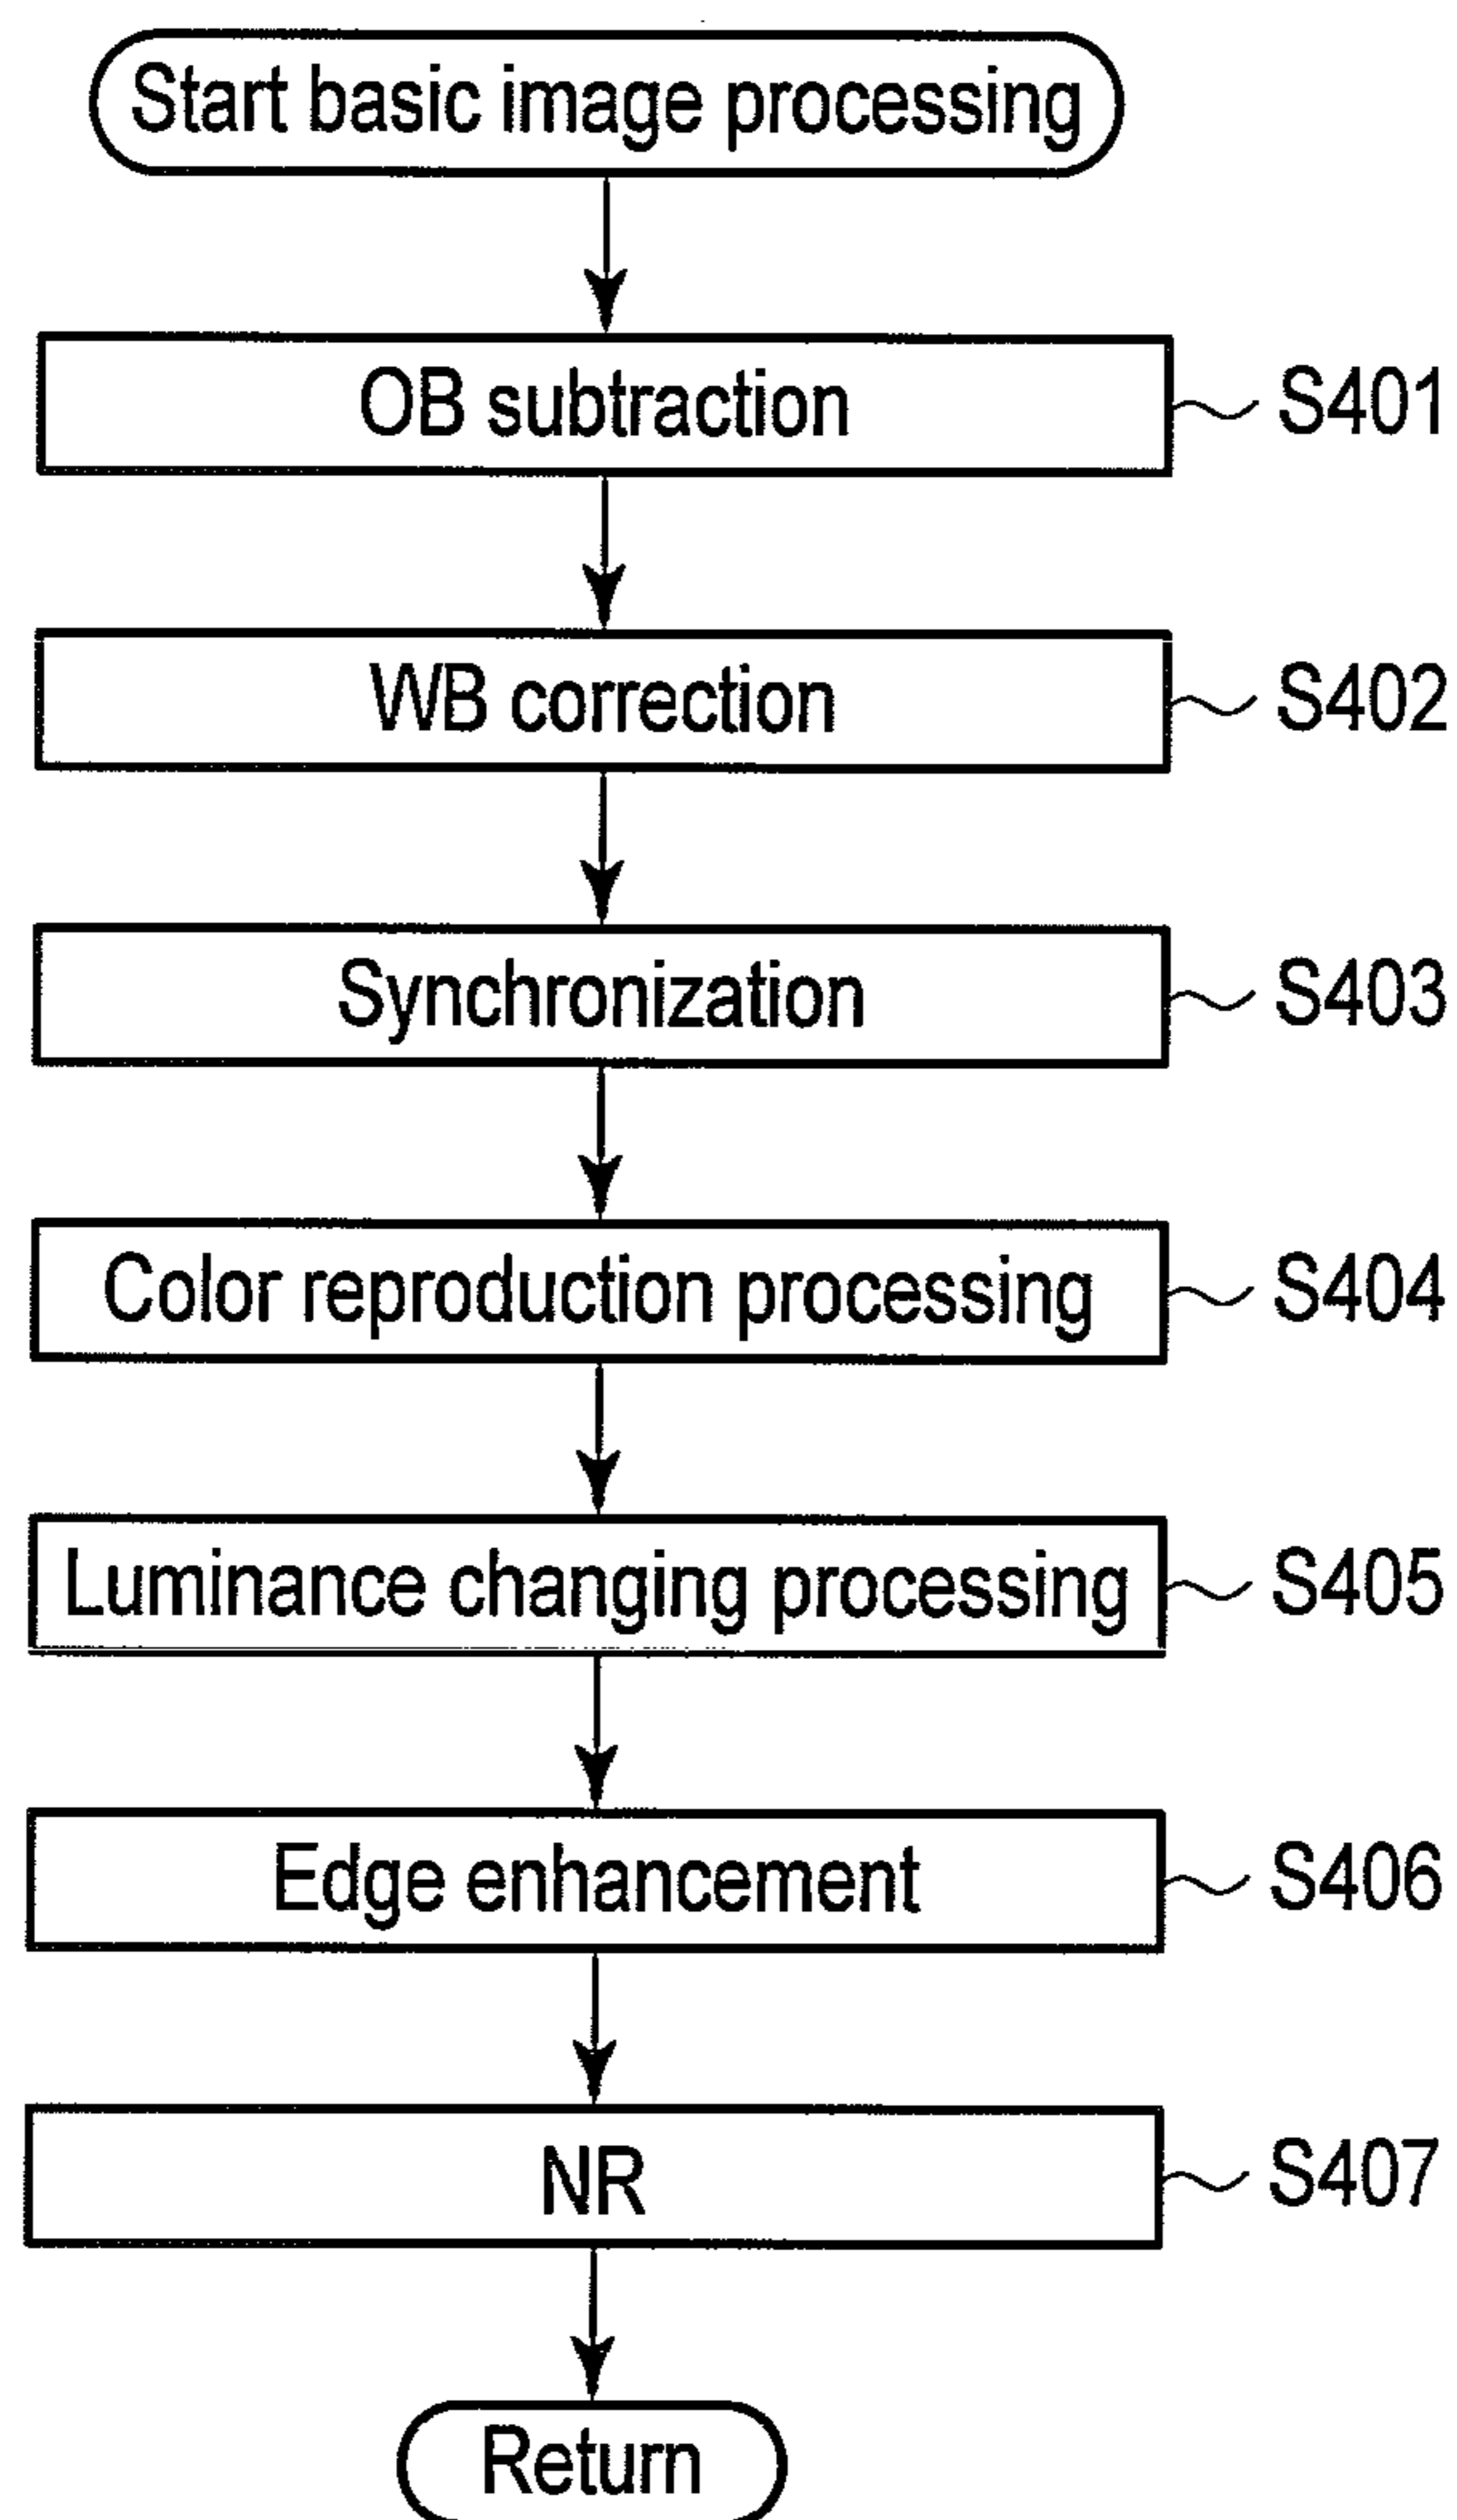 Start basic image processing
OB subtraction
S401
WB correction
S402
Synchronization
S403
Color reproduction processing
S404
Luminance changing processing
S405
Edge enhancement
S406
NR
S407
Return